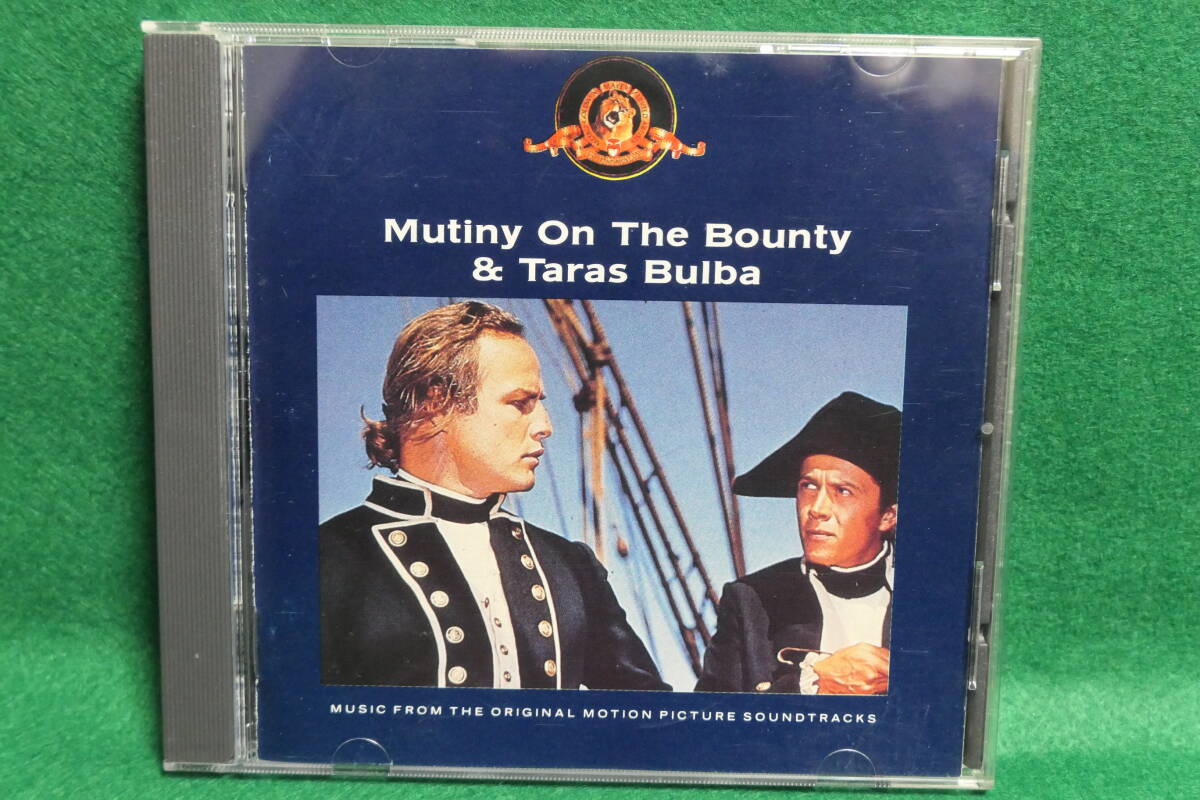 Mutiny On The Bounty
& Taras Bulba
MUSIC FROM THE ORIGINAL MOTION PICTURE SOUNDTRACKS